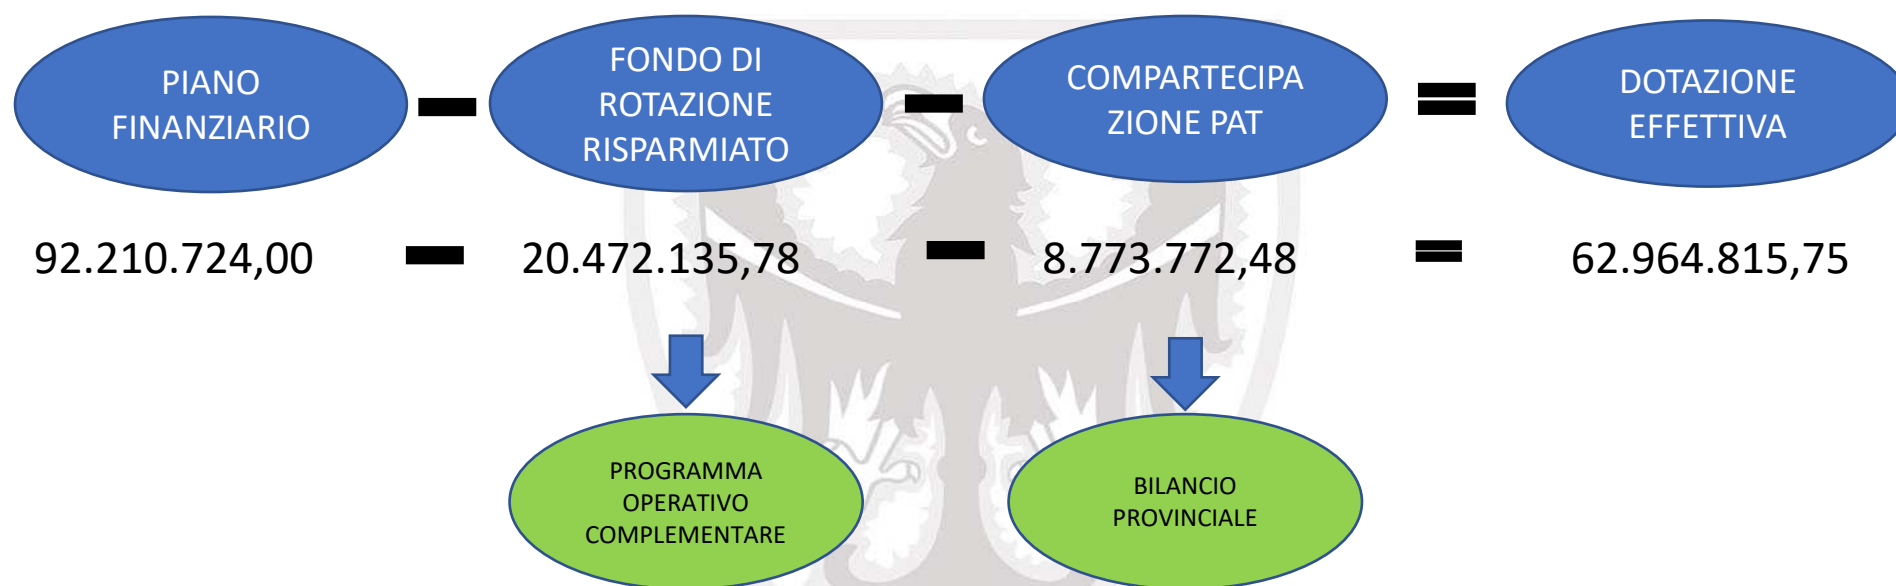 PIANO
FINANZIARIO
FONDO DI
ROTAZIONE
RISPARMIATO
COMPARTECIPA
ZIONE PAT
DOTAZIONE
EFFETTIVA
92.210.724,00
20.472.135,78
8.773.772,48
62.964.815,75
PROGRAMMA
OPERATIVO
COMPLEMENTARE
BILANCIO
PROVINCIALE